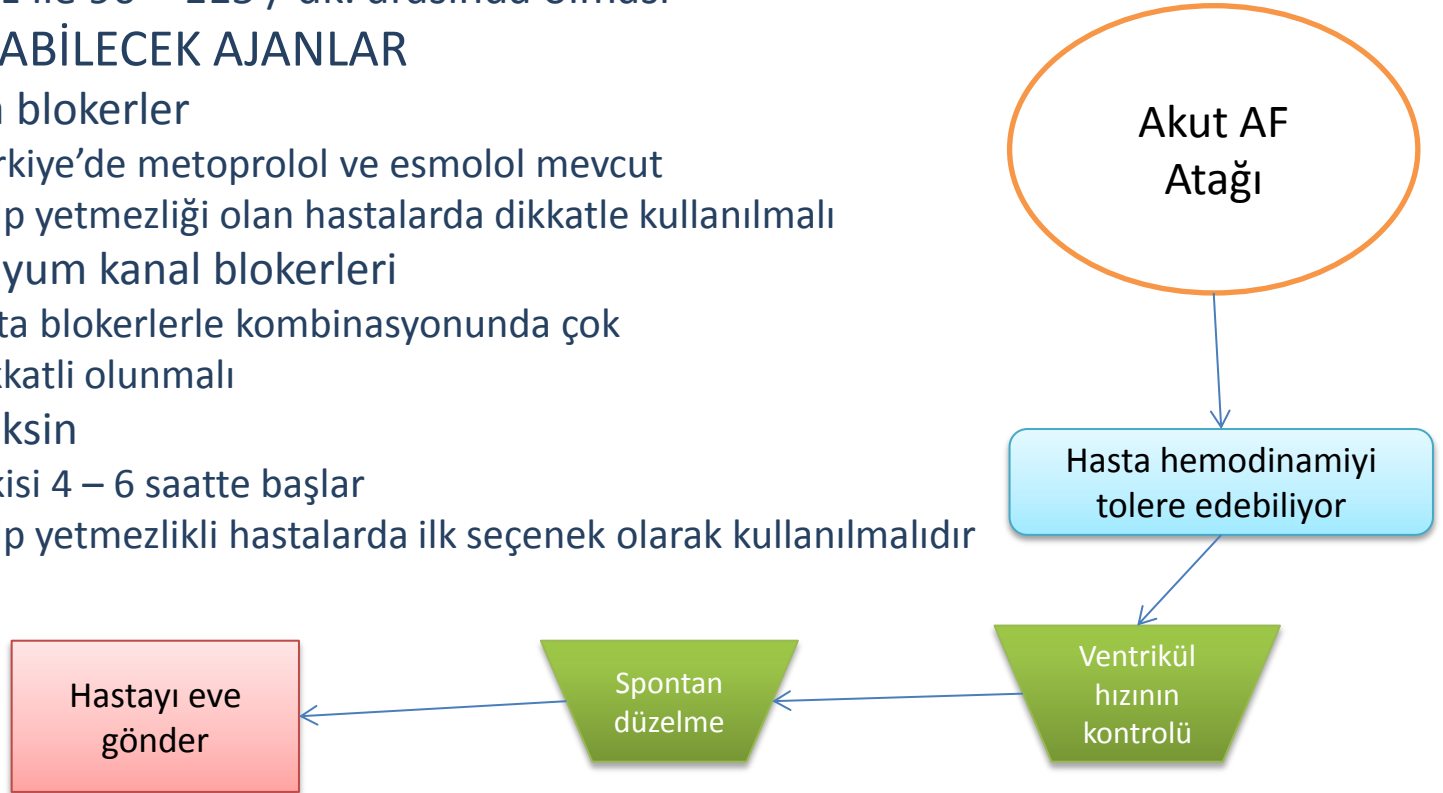 ABİLECEK AJANLAR
blokerler
rkiye’de metoprolol ve esmolol mevcut
p yetmezliği olan hastalarda dikkatle kullanılmalı
yum kanal blokerleri
ta blokerlerle kombinasyonunda çok
katli olunmalı
ksin
kisi 4 – 6 saatte başlar
p yetmezlikli hastalarda ilk seçenek olarak kullanılmalıdır
Akut AF
Atağı
Hasta hemodinamiyi
tolere edebiliyor
Ventrikül
hızının
kontrolü
Spontan
düzelme
Hastayı eve
gönder